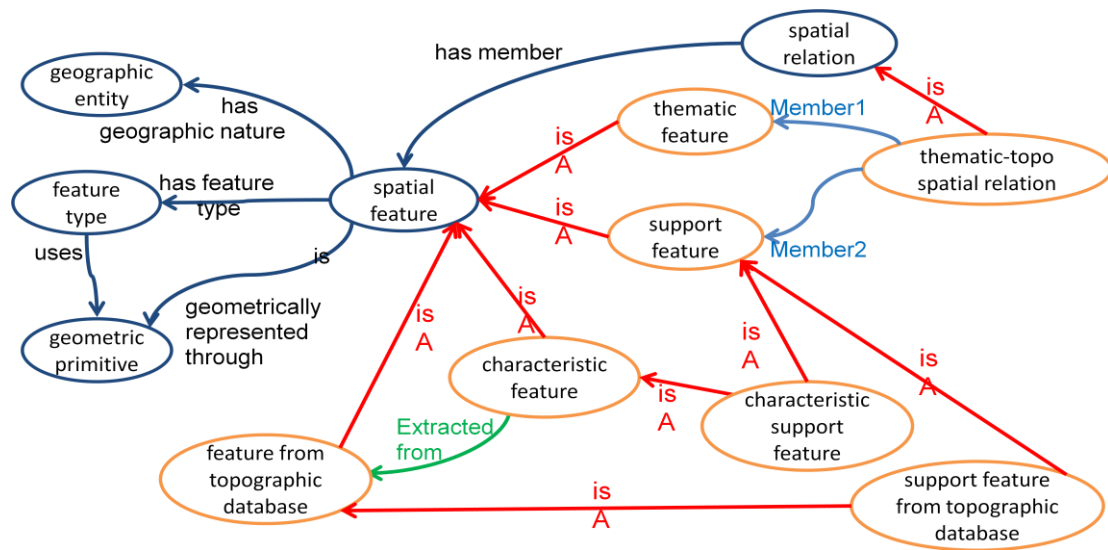 spatial
relation
has member
geographic
entity
has
geographic nature
thematic
feature
Member1
is
A
thematic-topo
spatial relation
is
A
feature
type
has feature
type
spatial
feature
is
A
support
feature
Member2
uses
is
geometrically
represented
through
geometric
primitive
is
A
is
A
characteristic
feature
is
A
is
A
is
A
characteristic
support
feature
Extracted
from
feature from
topographic
database
is
A
support feature
from topographic
database